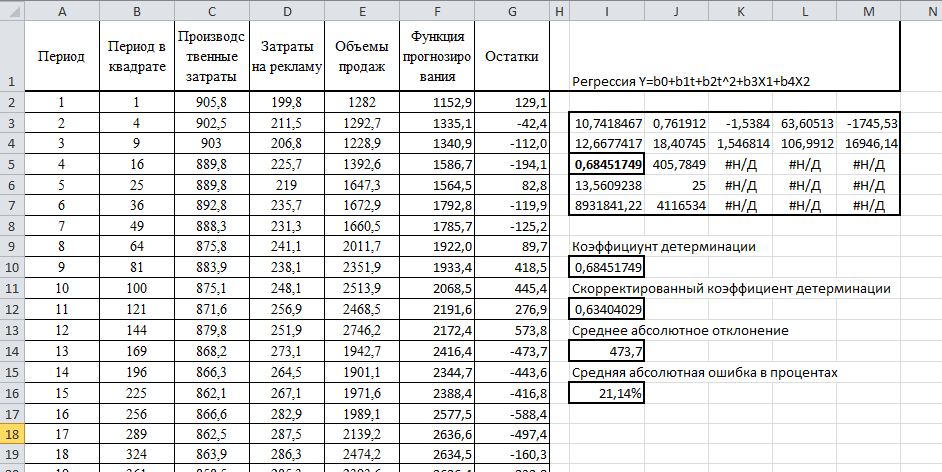 A B C D E F G H I J K L M N
1 Период Период в квадрате Производственные затраты Затраты на рекламу Объемы продаж Функция прогнозирования Остатки Регрессия Y=b0+b1t+b2t^2+b3X1+b4X2
2 1 1 905,8 199,8 1282 1152,9 129,1
3 2 4 902,5 211,5 1292,7 1335,1 -42,4 10,7418467 0,761912 -1,5384 63,60513 -1745,53
4 3 9 903 206,8 1228,9 1340,9 -112,0 12,6677417 18,40745 1,546814 106,9912 16946,14
5 4 16 889,8 225,7 1392,6 1586,7 -194,1 0,68451749 405,7849 #Н/Д #Н/Д #Н/Д
6 5 25 889,8 219 1647,3 1564,5 82,8 13,5609238 25 #Н/Д #Н/Д #Н/Д
7 6 36 892,8 235,7 1672,9 1792,8 -119,9 8931841,22 4116534 #Н/Д #Н/Д #Н/Д
8 7 49 888,3 231,3 1660,5 1785,7 -125,2
9 8 64 875,8 241,1 2011,7 1922,0 89,7 Коэффициунт детерминации
10 9 81 883,9 238,1 2351,9 1933,4 418,5 0,68451749
11 10 100 875,1 248,1 2513,9 2068,5 445,4 Скорректированный коэффициент детерминации
12 11 121 871,6 256,9 2468,5 2191,6 276,9 0,63404029
13 12 144 879,8 251,9 2746,2 2172,4 573,8 Среднее абсолютное отклонение
14 13 169 868,2 273,1 1942,7 2416,4 -473,7 473,7
15 14 196 866,3 264,5 1901,1 2344,7 -443,6 Средняя абсолютная ошибка в процентах
16 15 225 862,1 267,1 1971,6 2388,4 -416,8 21,14%
17 16 256 866,6 282,9 1989,1 2577,5 -588,4
18 17 289 862,5 287,5 2139,2 2636,6 -497,4
19 18 324 863,9 286,3 2474,2 2634,5 -160,3